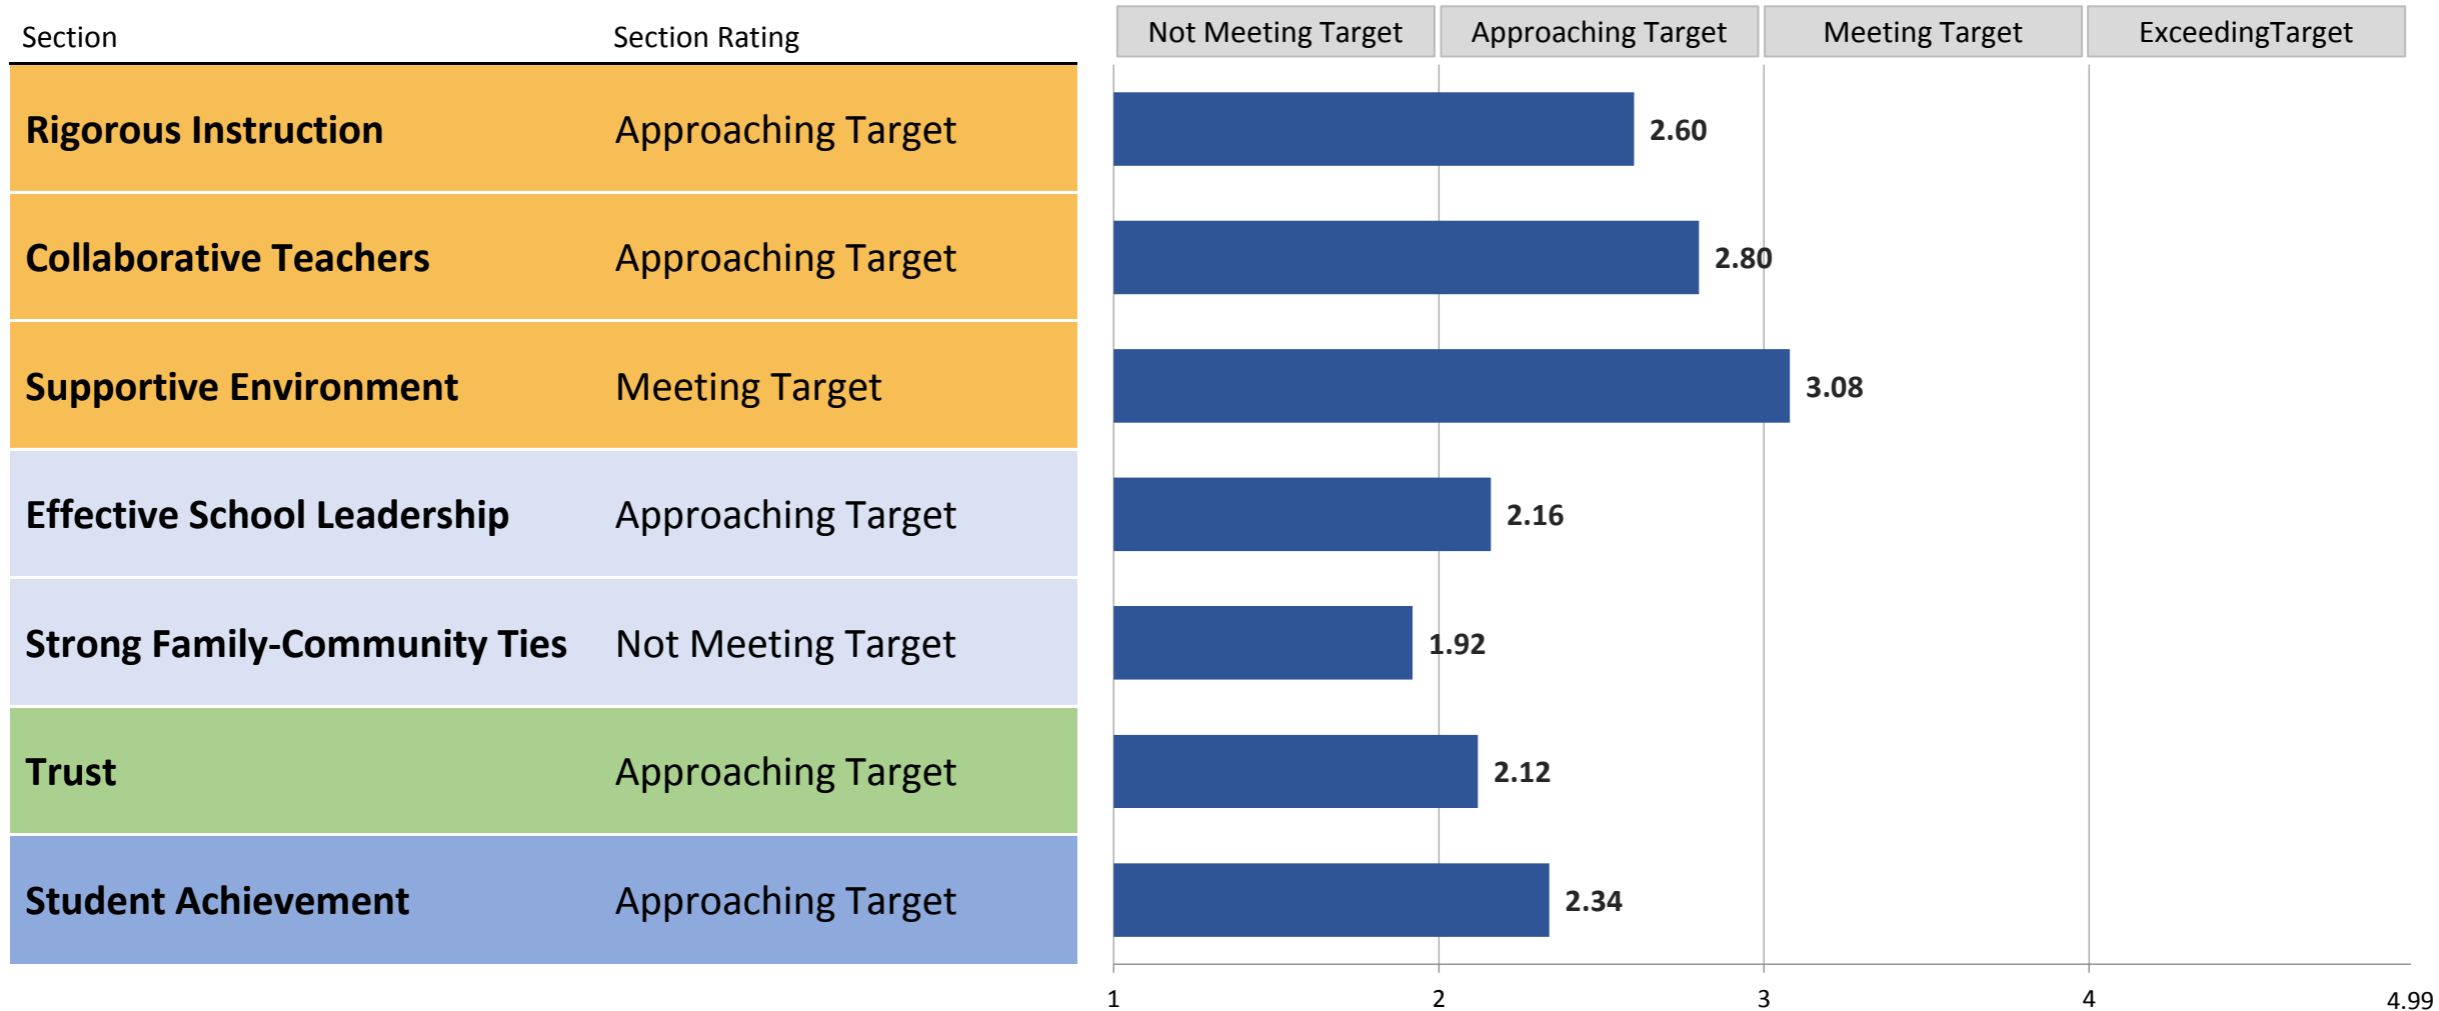 Section Section Rating Not Meeting Target Approaching Target Meeting Target ExceedingTarget
Rigorous Instruction Approaching Target 2.60
Collaborative Teachers Approaching Target 2.80
Supportive Environment Meeting Target 3.08
Effective School Leadership Approaching Target 2.16
Strong Family-Community Ties Not Meeting Target 1.92
Trust Approaching Target 2.12
Student Achievement Approaching Target 2.34
1 2 3 4 4.99